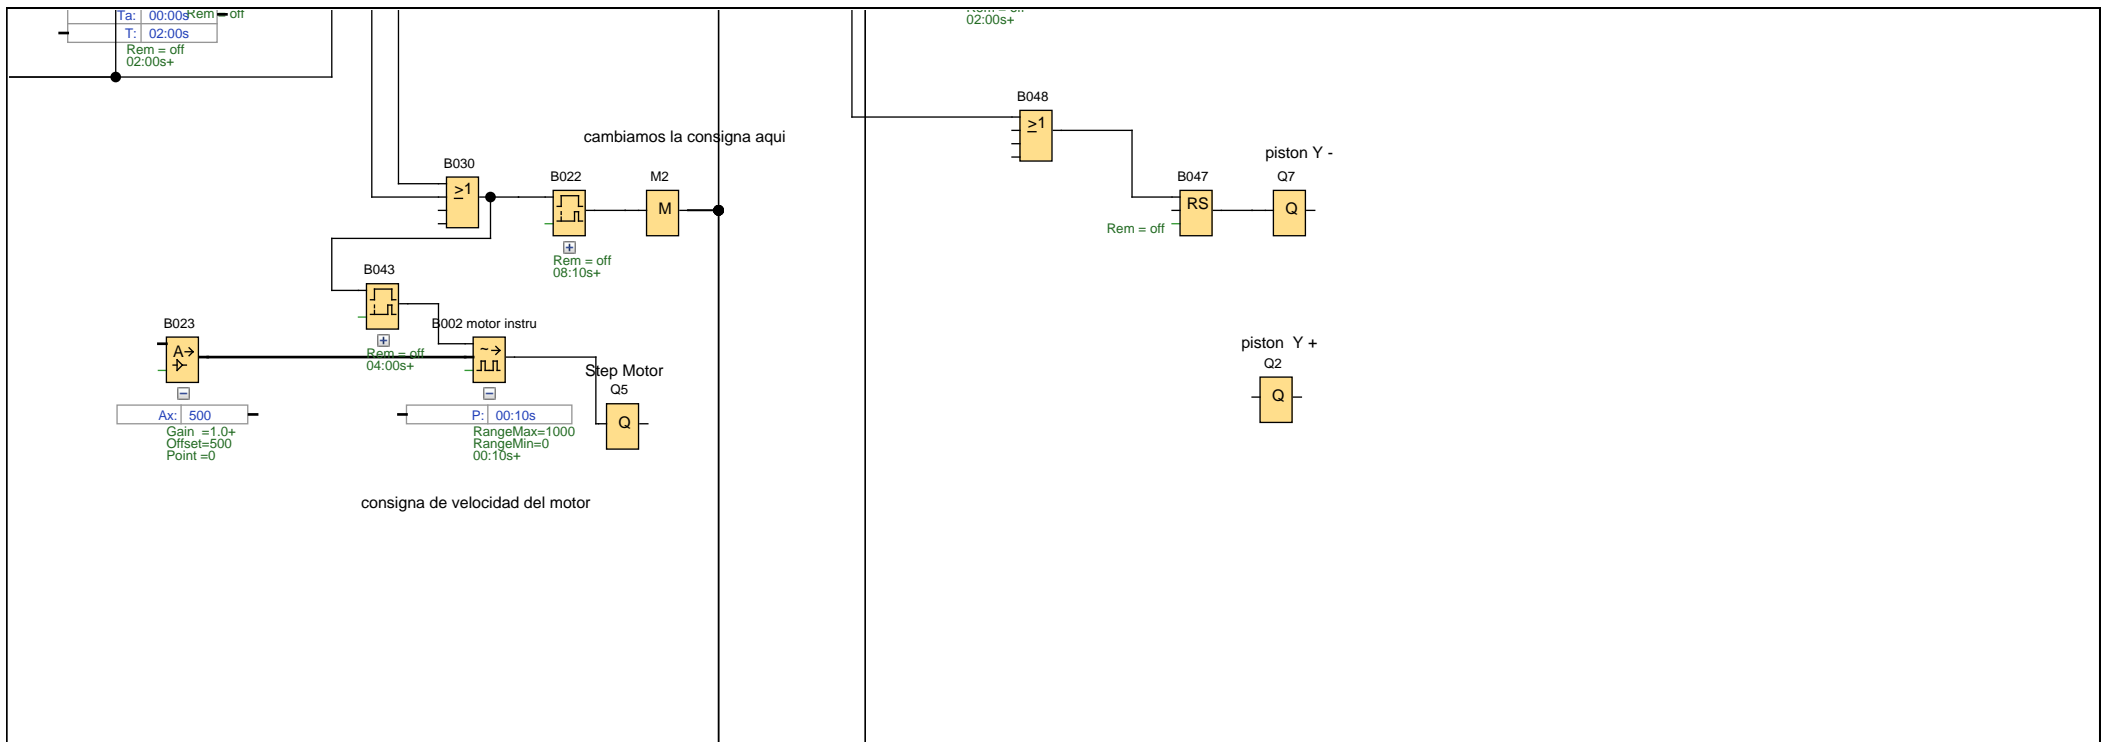 Ta: 00:00s Rem = off
T: 02:00s
Rem = off
02:00s+
02:00s+
B048
≥1
cambiamos la consigna aqui
piston Y -
B030
≥1
B022
M2
M
B047
RS
Q7
Q
Rem = off
Rem = off
08:10s+
B043
Rem = off
04:00s+
B023
A→
Ax: 500
Gain =1.0+
Offset=500
Point =0
B002 motor instru
~→
P: 00:10s
RangeMax=1000
RangeMin=0
00:10s+
Step Motor
Q5
Q
piston Y +
Q2
Q
consigna de velocidad del motor